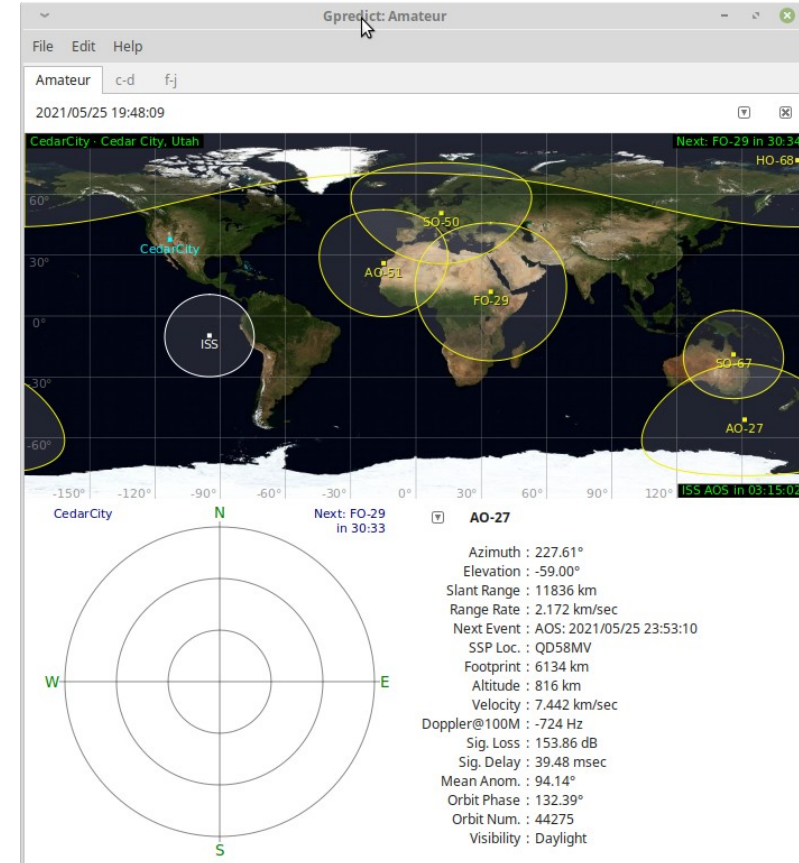 Gpredict: Amateur
File Edit Help
Amateur c-d f-j
2021/05/25 19:48:09
CedarCity - Cedar City, Utah
Next: FO-29 in 30:34
HO-68
60°
SO-50
CedarCity
30°
AO-51
FO-29
0°
ISS
30°
SO-67
AO-27
-60°
-150° -120° -90° -60° -30° 0° 30° 60° 90° 120°
ISS AOS in 03:15:02
CedarCity
N
Next: FO-29
in 30:33
W
E
S
AO-27
Azimuth : 227.61°
Elevation : -59.00°
Slant Range : 11836 km
Range Rate : 2.172 km/sec
Next Event : AOS: 2021/05/25 23:53:10
SSP Loc. : QD58MV
Footprint : 6134 km
Altitude : 816 km
Velocity : 7.442 km/sec
Doppler@100M : -724 Hz
Sig. Loss : 153.86 dB
Sig. Delay : 39.48 msec
Mean Anom. : 94.14°
Orbit Phase : 132.39°
Orbit Num. : 44275
Visibility : Daylight